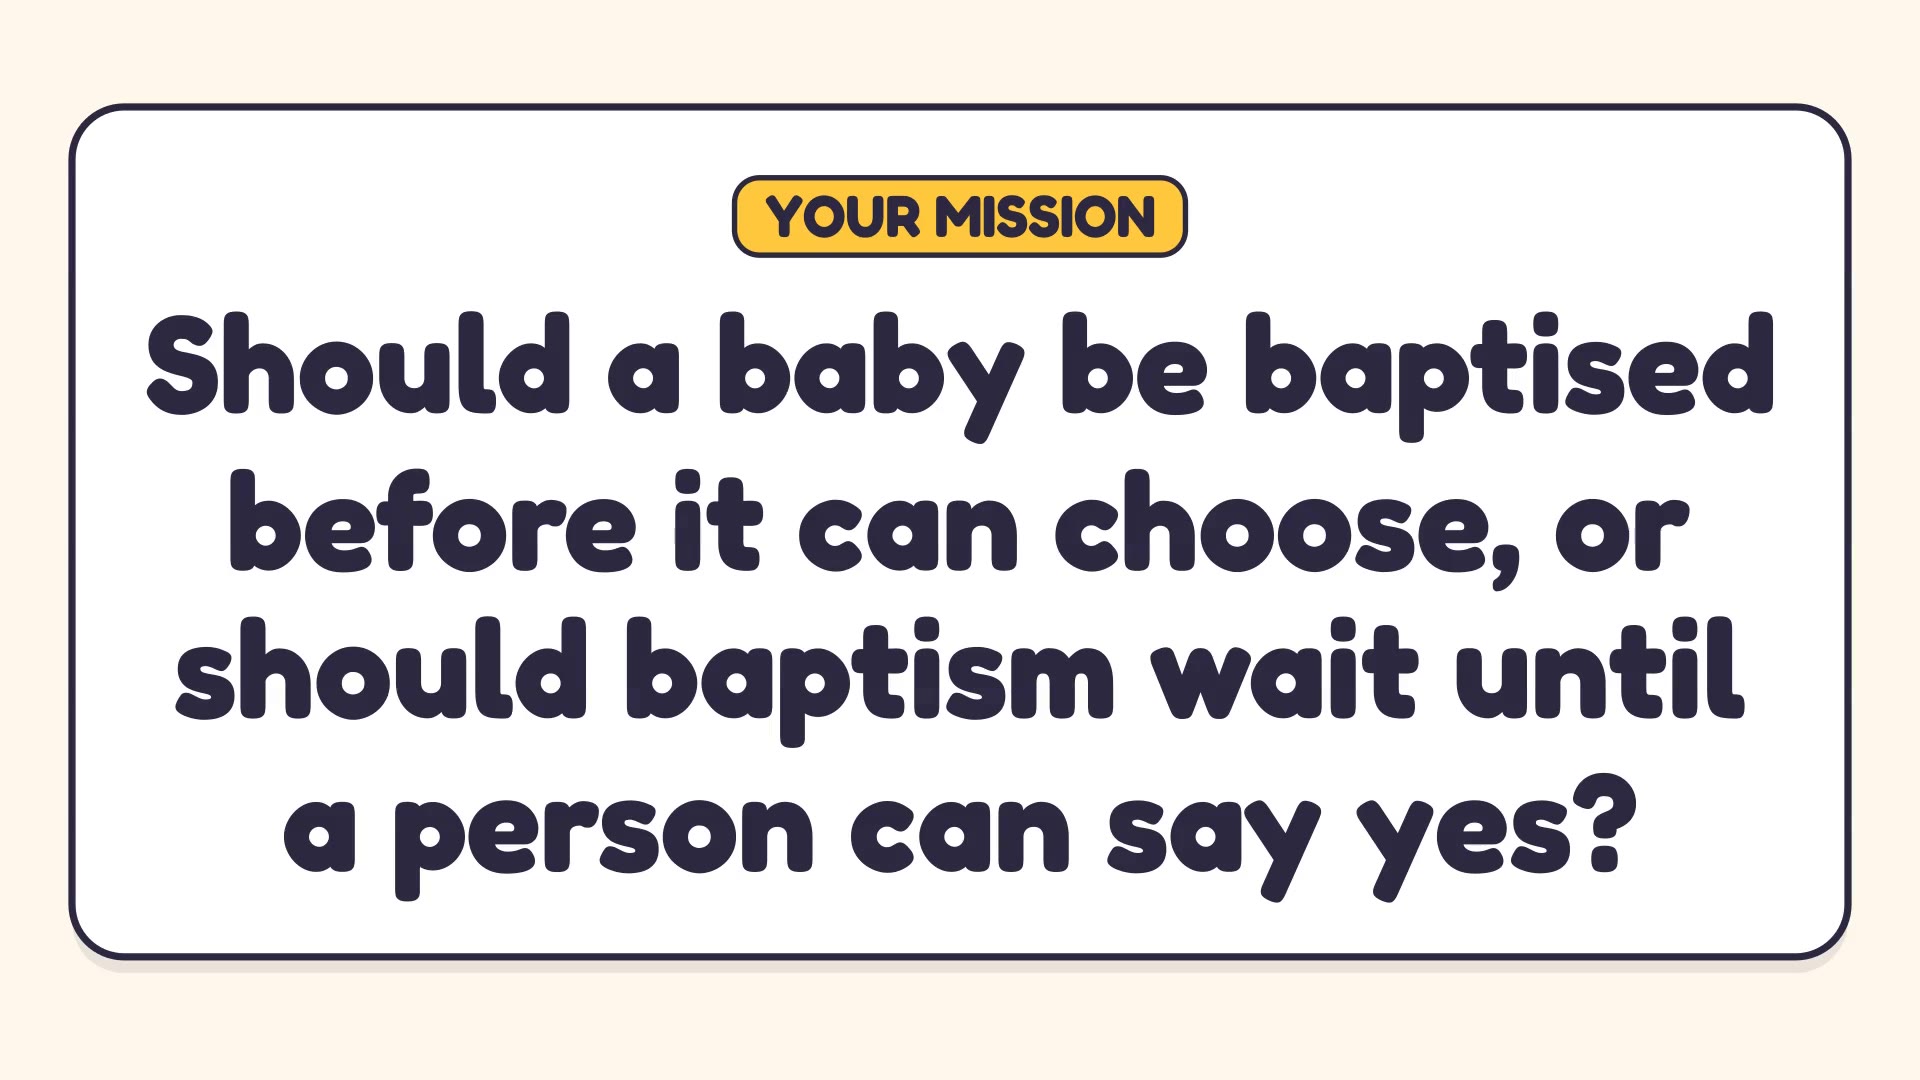 YOUR MISSION
Should a baby be baptised
before it can choose, or
should baptism wait until
a person can say yes?